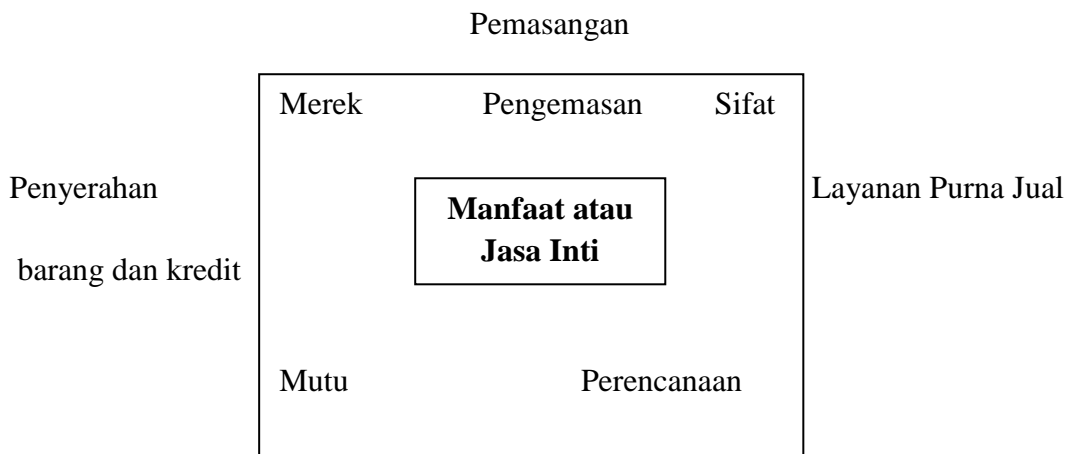 Pemasangan
Merek Pengemasan Sifat
Penyerahan
barang dan kredit
Manfaat atau
Jasa Inti
Layanan Purna Jual
Mutu Perencanaan